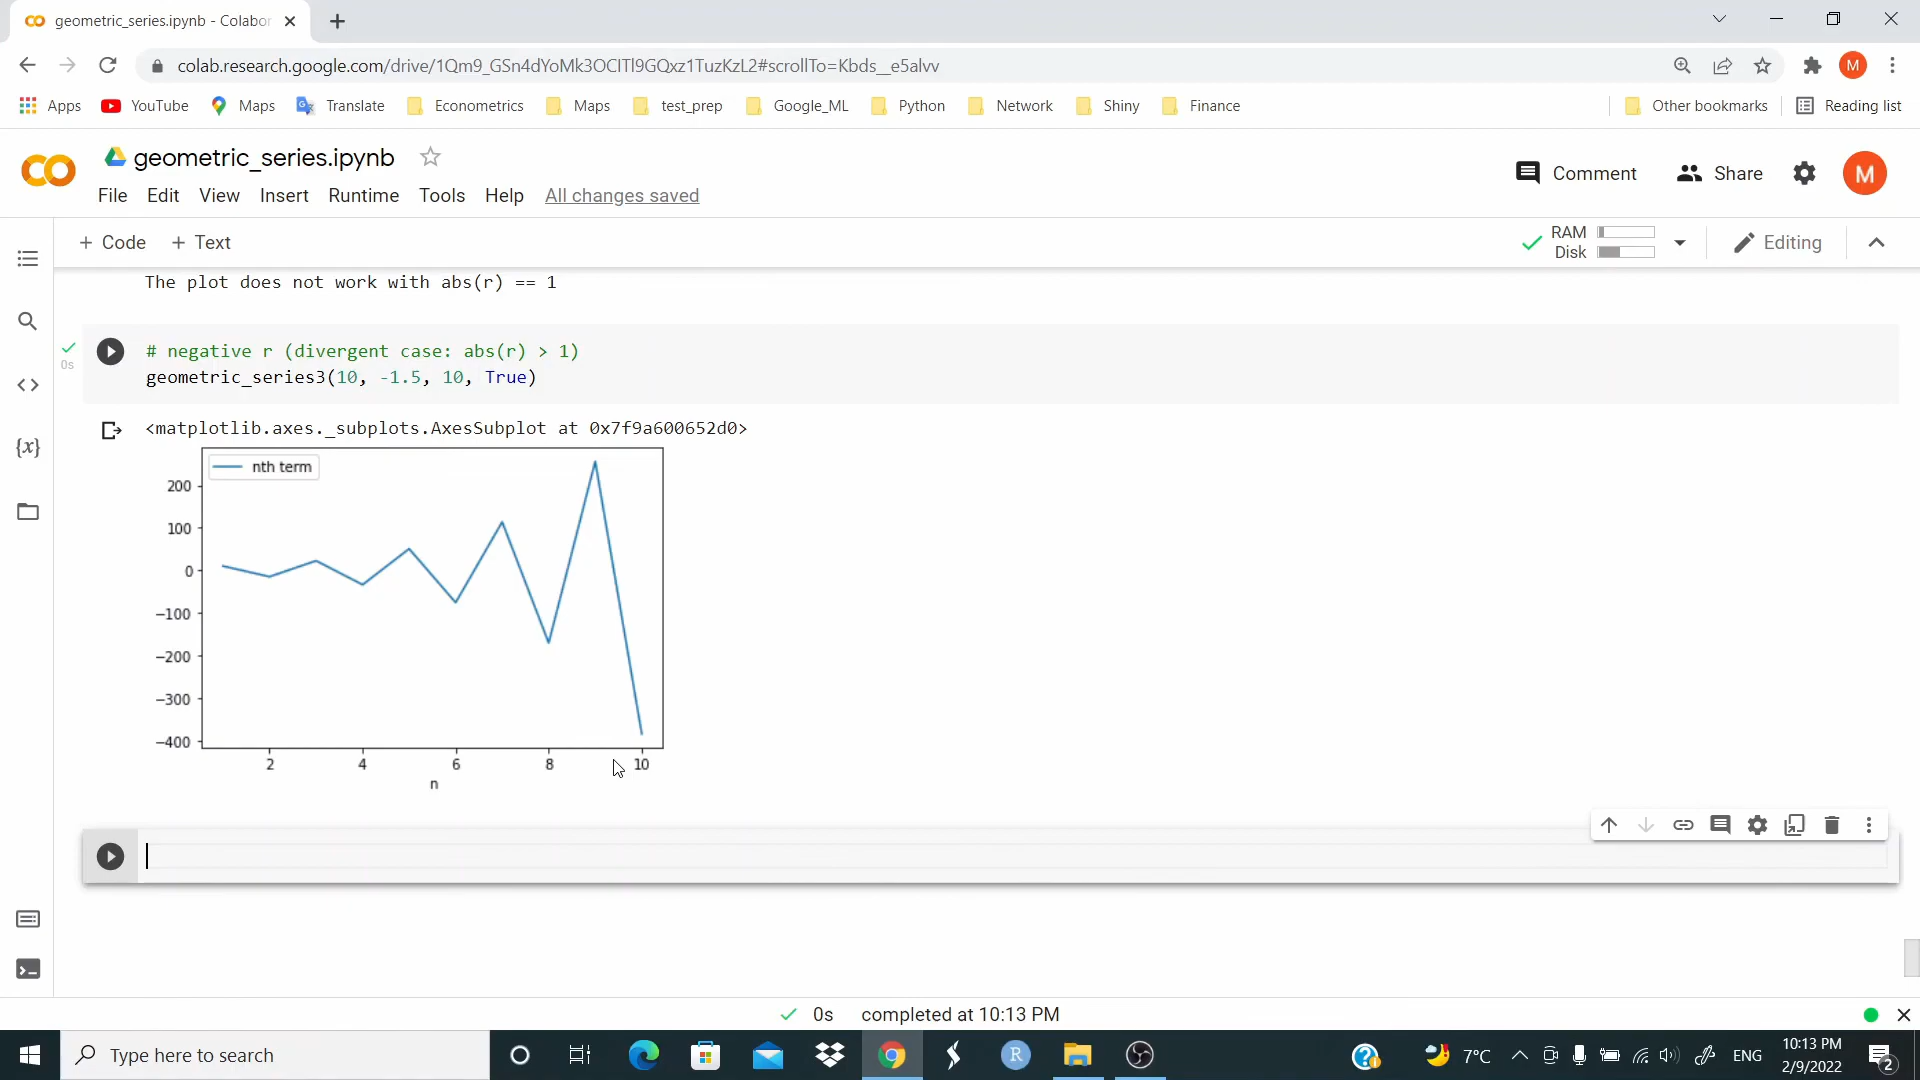 geometric_series.ipynb - Colabor
colab.research.google.com/drive/1Qm9_GSn4dYoMk3OCITl9GQxz1TuzKzL2#scrollTo=Kbds__e5alvv
M
Apps YouTube Maps Translate Econometrics Maps test_prep Google_ML Python Network Shiny Finance Other bookmarks Reading list
geometric_series.ipynb
Comment Share M
File Edit View Insert Runtime Tools Help All changes saved
+ Code + Text RAM Disk Editing
The plot does not work with abs(r) == 1
0s
# negative r (divergent case: abs(r) > 1)
geometric_series3(10, -1.5, 10, True)
{x}
<matplotlib.axes._subplots.AxesSubplot at 0x7f9a600652d0>
nth term
200
100
0
−100
−200
−300
−400
2 4 6 8 10
n
0s completed at 10:13 PM
Type here to search
R
7°C
ENG
10:13 PM
2/9/2022
2